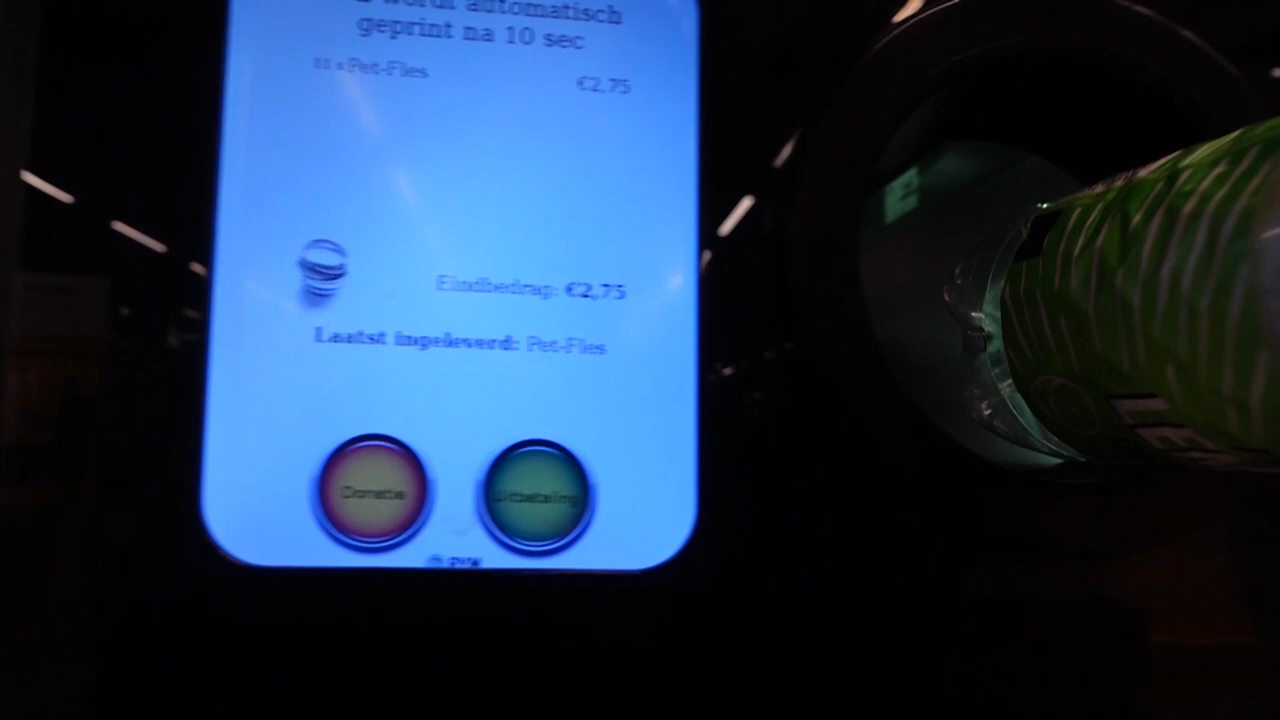 wordt automatisch
geprint na 10 sec
11 x Pet-Fles €2,75
Eindbedrag: €2,75
Laatst ingeleverd: Pet-Fles
Donatie Uitbetaling